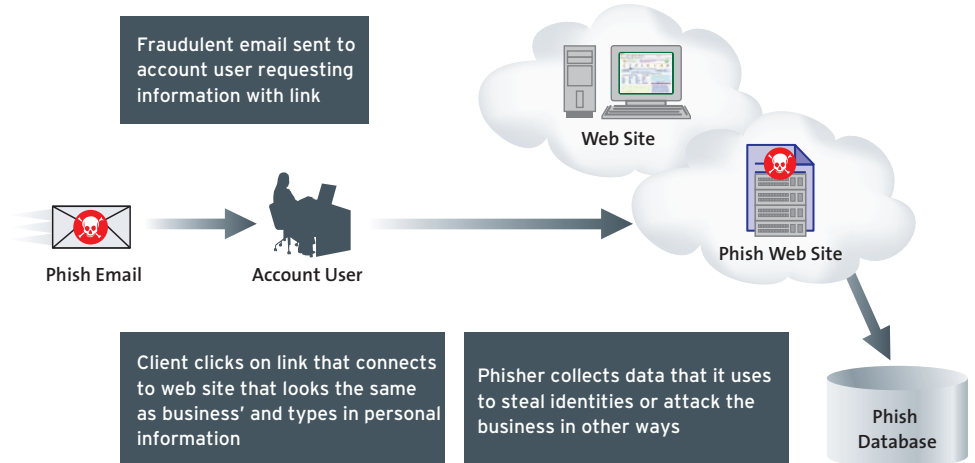 Fraudulent email sent to
account user requesting
information with link
Web Site
Phish Email
Account User
Phish Web Site
Client clicks on link that connects
to web site that looks the same
as business’ and types in personal
information
Phisher collects data that it uses
to steal identities or attack the
business in other ways
Phish
Database